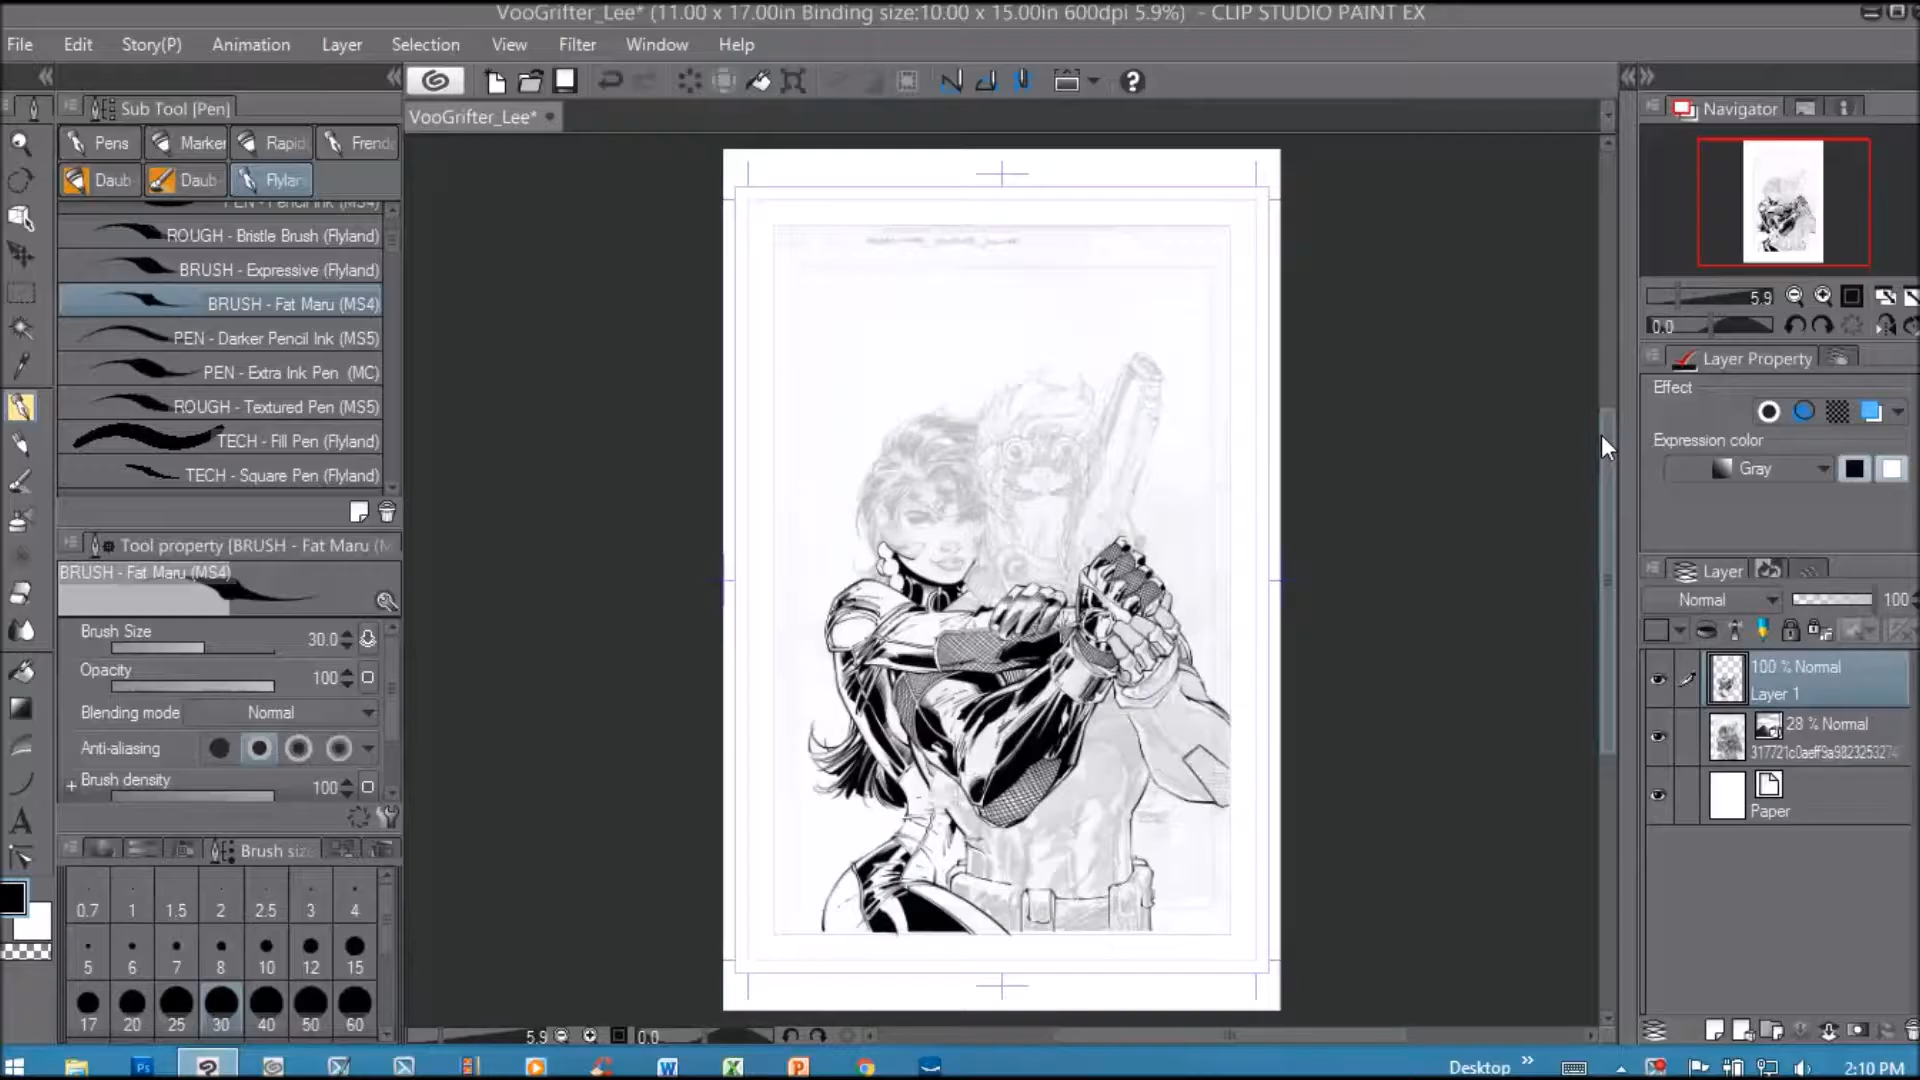 VooGrifter_Lee* (11.00 x 17.00in Binding size:10.00 x 15.00in 600dpi 5.9%) - CLIP STUDIO PAINT EX
File Edit Story(P) Animation Layer Selection View Filter Window Help
Sub Tool [Pen]
VooGrifter_Lee*
Navigator
Pens Marker Rapid Frend
Daub Daub Flylan
PEN - Pencil Ink (MS4)
ROUGH - Bristle Brush (Flyland)
BRUSH - Expressive (Flyland)
BRUSH - Fat Maru (MS4)
PEN - Darker Pencil Ink (MS5)
PEN - Extra Ink Pen (MC)
ROUGH - Textured Pen (MS5)
TECH - Fill Pen (Flyland)
TECH - Square Pen (Flyland)
Tool property [BRUSH - Fat Maru (M
BRUSH - Fat Maru (MS4)
Brush Size 30.0
Opacity 100
Blending mode Normal
Anti-aliasing
+ Brush density 100
Brush size
0.7 1 1.5 2 2.5 3 4
5 6 7 8 10 12 15
17 20 25 30 40 50 60
5.9 0.0
5.9
0.0
Layer Property
Effect
Expression color
Gray
Layer
Normal 100
100 % Normal
Layer 1
28 % Normal
Paper
Desktop » 2:10 PM